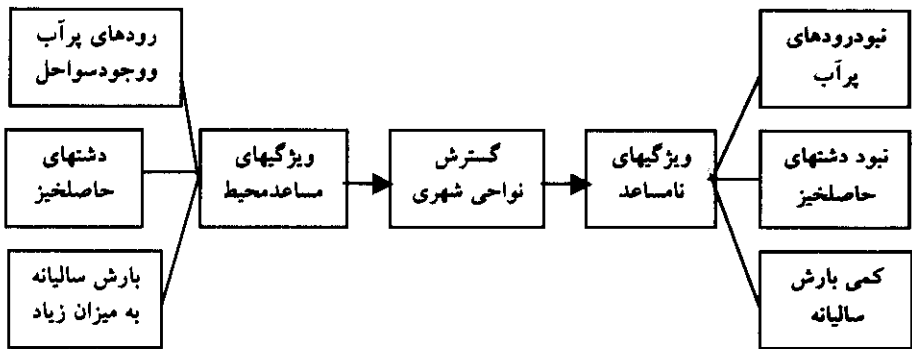 رودهای پرآب
ووجودسواحل
دشتهای
حاصلخیز
بارش سالیانه
به میزان زیاد
ویژگیهای
مساعدمحیط
گسترش
نواحی شهری
ویژگیهای
نامساعد
نبودرودهای
پرآب
نبود دشتهای
حاصلخیز
کمی بارش
سالیانه